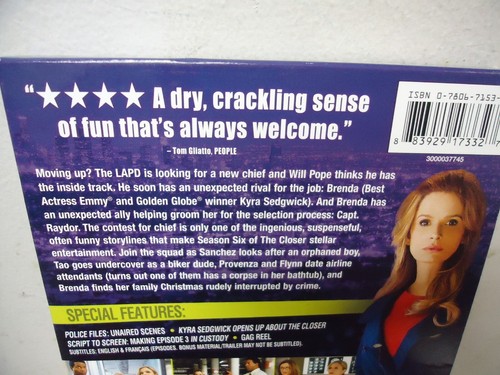 “★★★★ A dry, crackling sense
of fun that's always welcome.”
– Tom Gliatto, PEOPLE
ISBN 0-7806-7153-
8 83929 17332 7
3000037745
Moving up? The LAPD is looking for a new chief and Will Pope thinks he has
the inside track. He soon has an unexpected rival for the job: Brenda (Best
Actress Emmy® and Golden Globe® winner Kyra Sedgwick). And Brenda has
an unexpected ally helping groom her for the selection process: Capt.
Raydor. The contest for chief is only one of the ingenious, suspenseful,
often funny storylines that make Season Six of The Closer stellar
entertainment. Join the squad as Sanchez looks after an orphaned boy,
Tao goes undercover as a biker dude, Provenza and Flynn date airline
attendants (turns out one of them has a corpse in her bathtub), and
Brenda finds her family Christmas rudely interrupted by crime.
SPECIAL FEATURES:
POLICE FILES: UNAIRED SCENES • KYRA SEDGWICK OPENS UP ABOUT THE CLOSER
SCRIPT TO SCREEN: MAKING EPISODE 3 IN CUSTODY • GAG REEL
SUBTITLES: ENGLISH & FRANÇAIS (EPISODES. BONUS MATERIAL/TRAILER MAY NOT BE SUBTITLED).